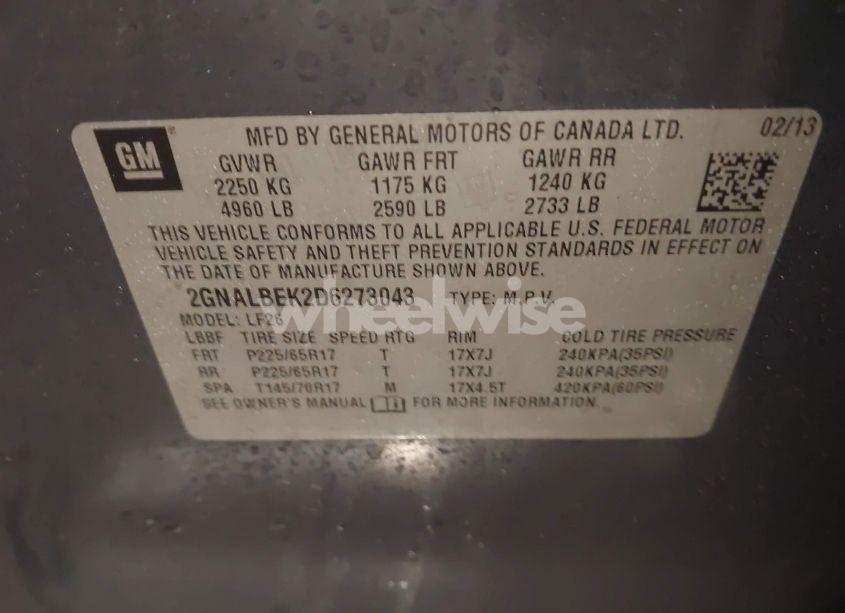 GM
MFD BY GENERAL MOTORS OF CANADA LTD. 02/13
GVWR GAWR FRT GAWR RR
2250 KG 1175 KG 1240 KG
4960 LB 2590 LB 2733 LB
THIS VEHICLE CONFORMS TO ALL APPLICABLE U.S. FEDERAL MOTOR
VEHICLE SAFETY AND THEFT PREVENTION STANDARDS IN EFFECT ON
THE DATE OF MANUFACTURE SHOWN ABOVE.
2GNALBEK2D6273043 TYPE: M.P.V.
wheelwise
MODEL: LF26
LBBF TIRE SIZE SPEED RTG RIM COLD TIRE PRESSURE
FRT P225/65R17 T 17X7J 240KPA(35PSI)
RR P225/65R17 T 17X7J 240KPA(35PSI)
SPA T145/70R17 M 17X4.5T 420KPA(60PSI)
SEE OWNER'S MANUAL FOR MORE INFORMATION.